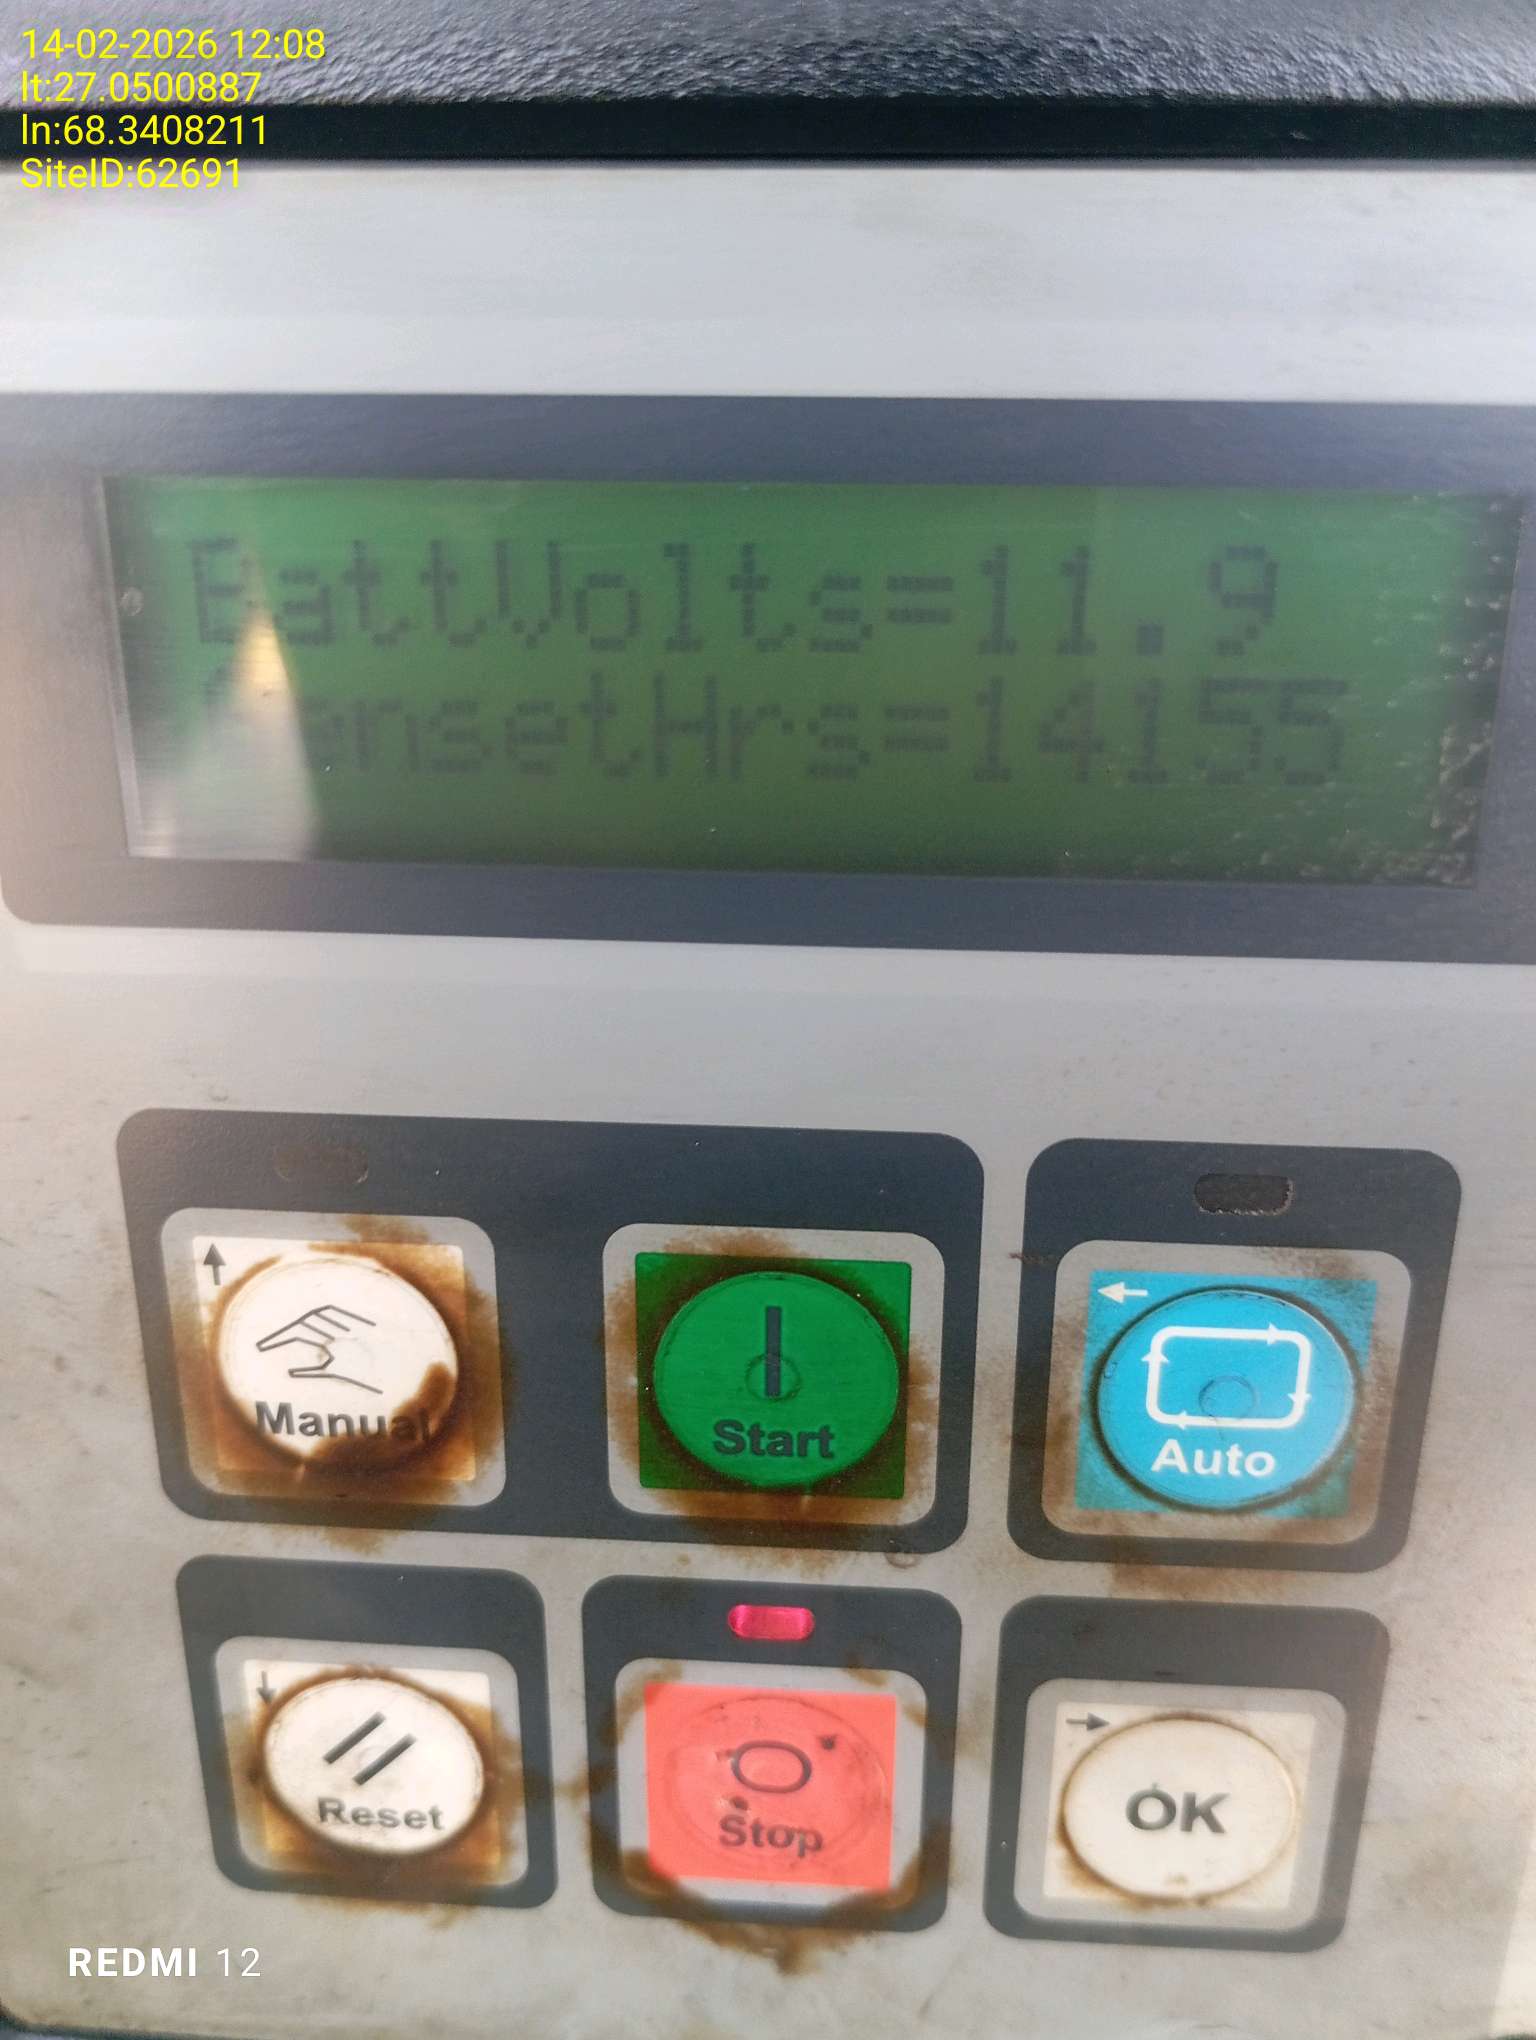 14-02-2026 12:08
lt:27.0500887
ln:68.3408211
SiteID:62691
BattVolts=11.9
GensetHrs=14155
Manual
Start
Auto
Reset
Stop
OK
REDMI 12